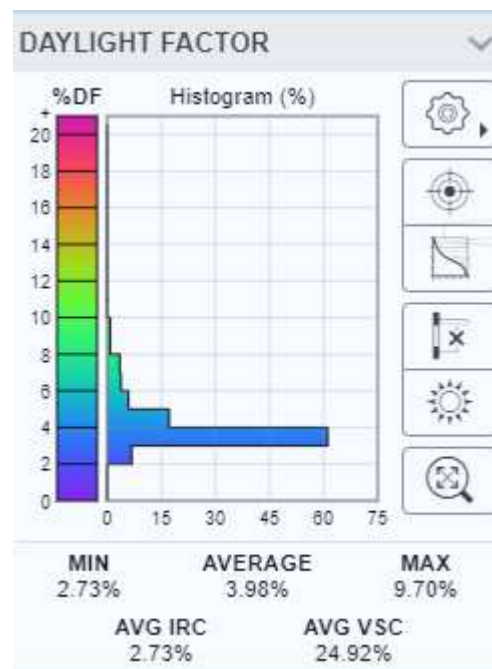 DAYLIGHT FACTOR
%DF Histogram (%)
+
20
18
16
14
12
10
8
6
4
2
0
0 15 30 45 60 75
MIN AVERAGE MAX
2.73% 3.98% 9.70%
AVG IRC AVG VSC
2.73% 24.92%